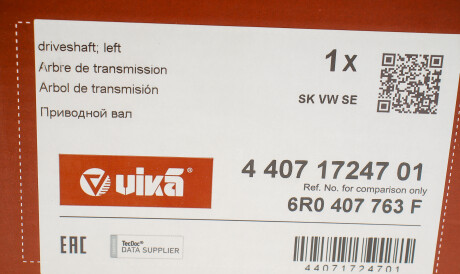 driveshaft; left
Arbre de transmission
Arbol de transmisión
Приводной вал
1x
SK VW SE
viká®
4 407 17247 01
Ref. No. for comparison only
6R0 407 763 F
EAC
TecDoc®
DATA SUPPLIER
44071724701